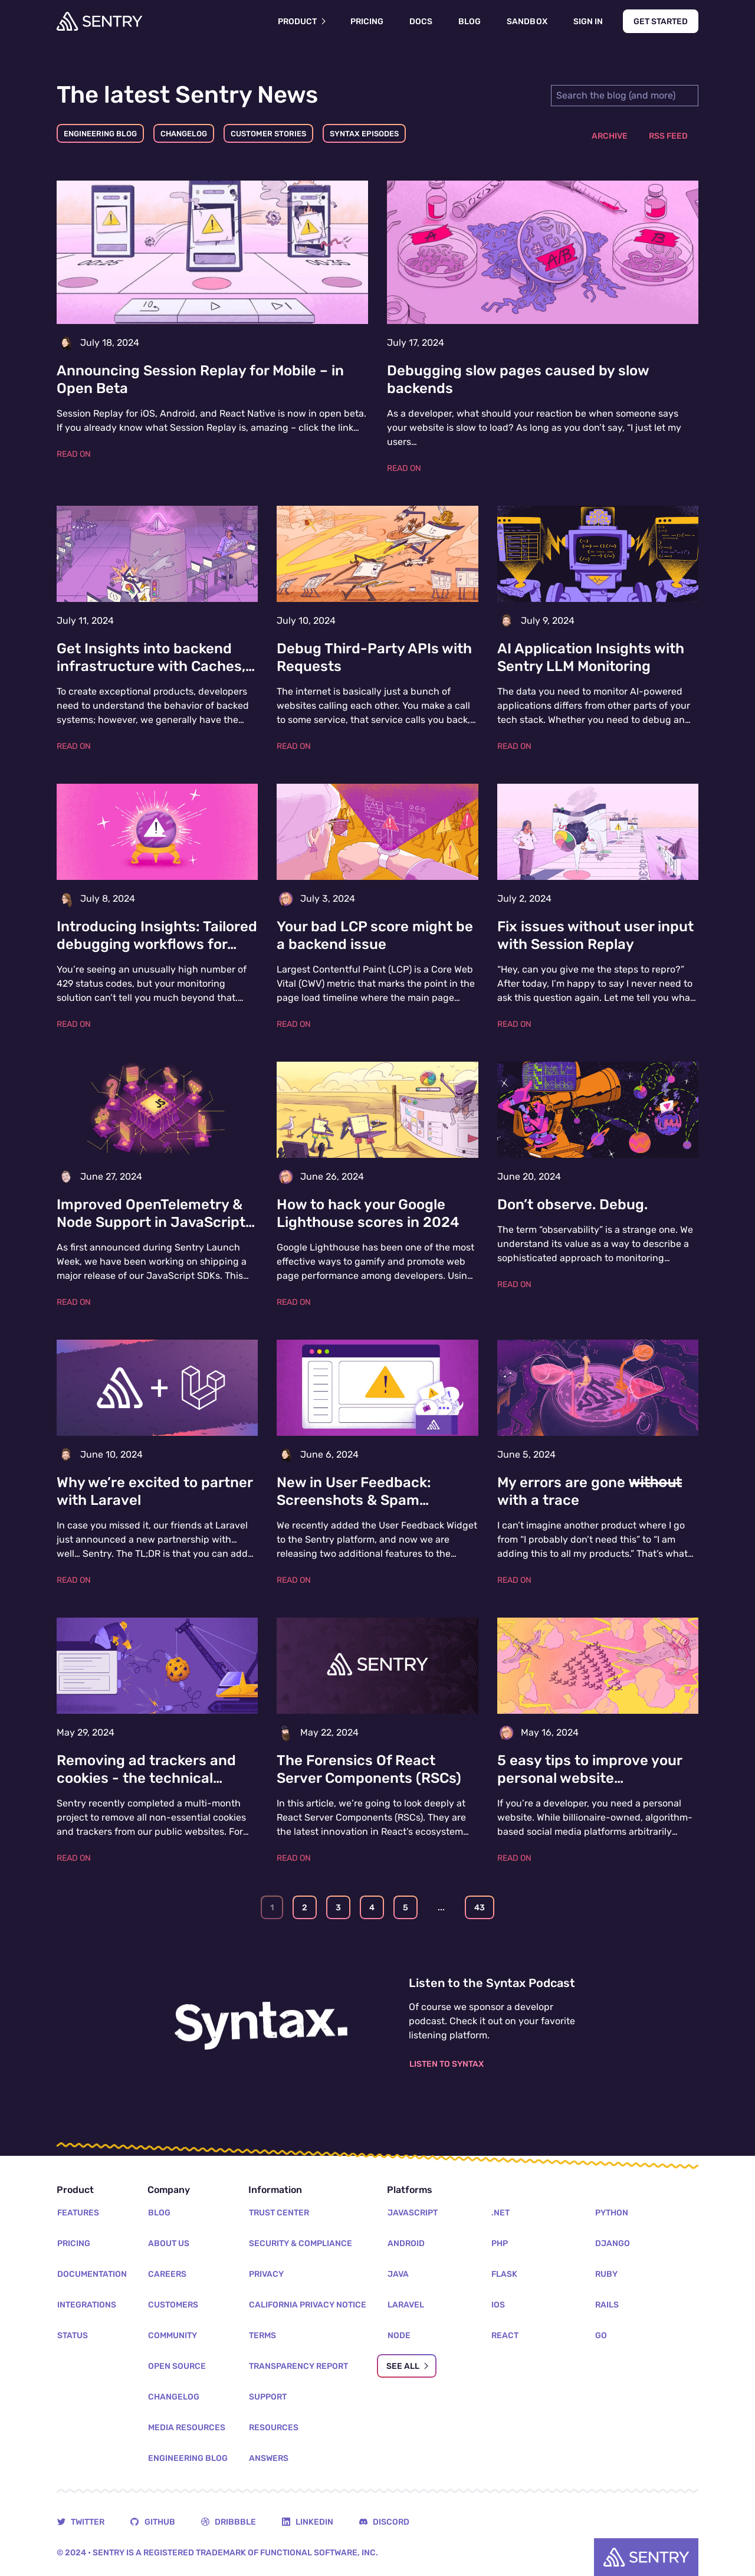 SENTRY
PRODUCT
PRICING
DOCS
BLOG
SANDBOX
SIGN IN
GET STARTED
The latest Sentry News
Search the blog (and more)
ENGINEERING BLOG
CHANGELOG
CUSTOMER STORIES
SYNTAX EPISODES
ARCHIVE
RSS FEED
July 18, 2024
Announcing Session Replay for Mobile – in
Open Beta
Session Replay for iOS, Android, and React Native is now in open beta.
If you already know what Session Replay is, amazing – click the link…
READ ON
A
A/B
B
July 17, 2024
Debugging slow pages caused by slow
backends
As a developer, what should your reaction be when someone says
your website is slow to load? As long as you don’t say, “I just let my
users…
READ ON
July 11, 2024
Get Insights into backend
infrastructure with Caches,…
To create exceptional products, developers
need to understand the behavior of backed
systems; however, we generally have the…
READ ON
July 10, 2024
Debug Third-Party APIs with
Requests
The internet is basically just a bunch of
websites calling each other. You make a call
to some service, that service calls you back,…
READ ON
July 9, 2024
AI Application Insights with
Sentry LLM Monitoring
The data you need to monitor AI-powered
applications differs from other parts of your
tech stack. Whether you need to debug an…
READ ON
July 8, 2024
Introducing Insights: Tailored
debugging workflows for…
You’re seeing an unusually high number of
429 status codes, but your monitoring
solution can’t tell you much beyond that.…
READ ON
July 3, 2024
Your bad LCP score might be
a backend issue
Largest Contentful Paint (LCP) is a Core Web
Vital (CWV) metric that marks the point in the
page load timeline where the main page…
READ ON
July 2, 2024
Fix issues without user input
with Session Replay
“Hey, can you give me the steps to repro?”
After today, I’m happy to say I never need to
ask this question again. Let me tell you wha…
READ ON
June 27, 2024
Improved OpenTelemetry &
Node Support in JavaScript…
As first announced during Sentry Launch
Week, we have been working on shipping a
major release of our JavaScript SDKs. This…
READ ON
June 26, 2024
How to hack your Google
Lighthouse scores in 2024
Google Lighthouse has been one of the most
effective ways to gamify and promote web
page performance among developers. Usin…
READ ON
June 20, 2024
Don’t observe. Debug.
The term “observability” is a strange one. We
understand its value as a way to describe a
sophisticated approach to monitoring…
READ ON
June 10, 2024
Why we’re excited to partner
with Laravel
In case you missed it, our friends at Laravel
just announced a new partnership with…
well… Sentry. The TL;DR is that you can add…
READ ON
June 6, 2024
New in User Feedback:
Screenshots & Spam…
We recently added the User Feedback Widget
to the Sentry platform, and now we are
releasing two additional features to the…
READ ON
June 5, 2024
My errors are gone without
with a trace
I can’t imagine another product where I go
from “I probably don’t need this” to “I am
adding this to all my products.” That’s what…
READ ON
May 29, 2024
Removing ad trackers and
cookies - the technical…
Sentry recently completed a multi-month
project to remove all non-essential cookies
and trackers from our public websites. For…
READ ON
SENTRY
May 22, 2024
The Forensics Of React
Server Components (RSCs)
In this article, we’re going to look deeply at
React Server Components (RSCs). They are
the latest innovation in React’s ecosystem…
READ ON
May 16, 2024
5 easy tips to improve your
personal website…
If you’re a developer, you need a personal
website. While billionaire-owned, algorithm-
based social media platforms arbitrarily…
READ ON
1
2
3
4
5
...
43
Syntax.
Listen to the Syntax Podcast
Of course we sponsor a developr
podcast. Check it out on your favorite
listening platform.
LISTEN TO SYNTAX
Product
FEATURES
PRICING
DOCUMENTATION
INTEGRATIONS
STATUS
Company
BLOG
ABOUT US
CAREERS
CUSTOMERS
COMMUNITY
OPEN SOURCE
CHANGELOG
MEDIA RESOURCES
ENGINEERING BLOG
Information
TRUST CENTER
SECURITY & COMPLIANCE
PRIVACY
CALIFORNIA PRIVACY NOTICE
TERMS
TRANSPARENCY REPORT
SUPPORT
RESOURCES
ANSWERS
Platforms
JAVASCRIPT
ANDROID
JAVA
LARAVEL
NODE
.NET
PHP
FLASK
IOS
REACT
PYTHON
DJANGO
RUBY
RAILS
GO
SEE ALL
TWITTER
GITHUB
DRIBBBLE
LINKEDIN
DISCORD
© 2024 • SENTRY IS A REGISTERED TRADEMARK OF FUNCTIONAL SOFTWARE, INC.
SENTRY